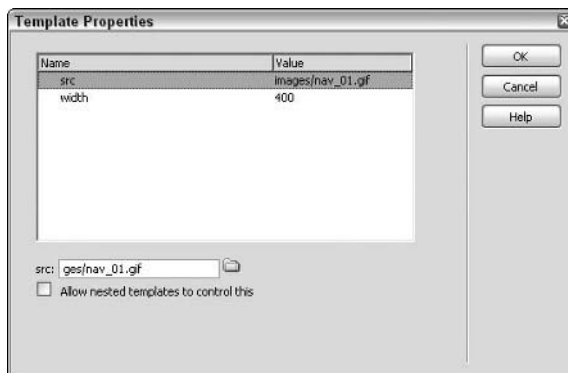 Template Properties
Name Value
src images/nav_01.gif
width 400
src: ges/nav_01.gif
Allow nested templates to control this
OK
Cancel
Help